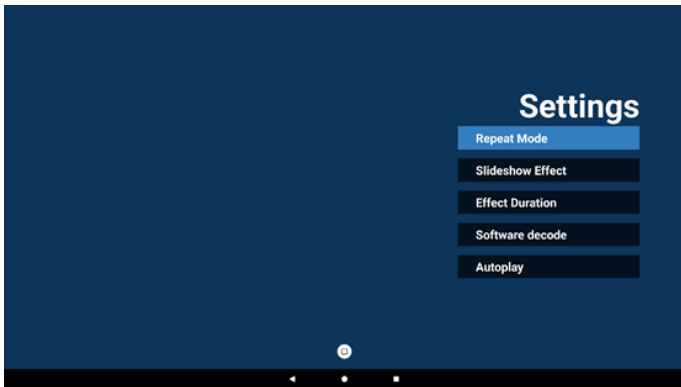 Settings
Repeat Mode
Slideshow Effect
Effect Duration
Software decode
Autoplay